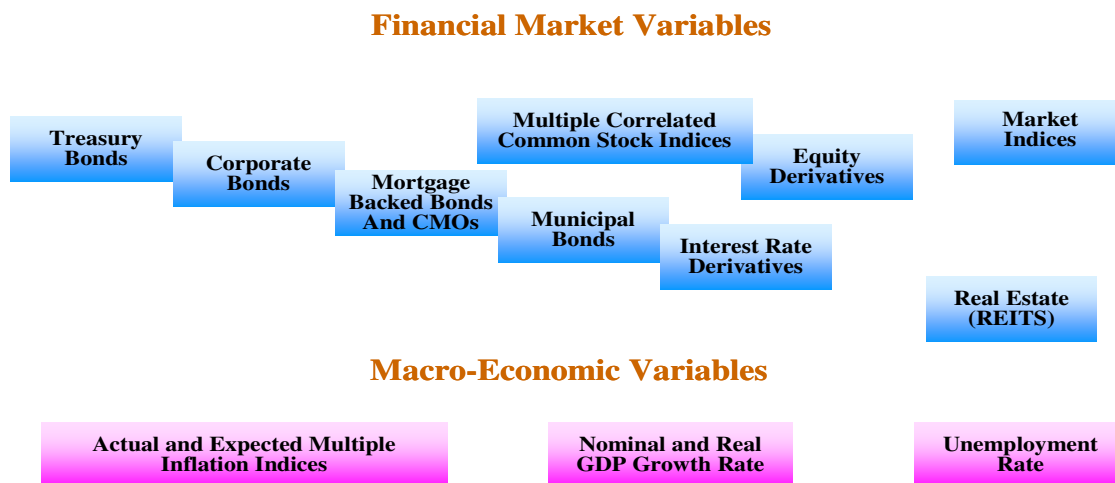 Financial Market Variables
Treasury
Bonds
Corporate
Bonds
Mortgage
Backed Bonds
And CMOs
Multiple Correlated
Common Stock Indices
Municipal
Bonds
Equity
Derivatives
Interest Rate
Derivatives
Market
Indices
Real Estate
(REITS)
Macro-Economic Variables
Actual and Expected Multiple
Inflation Indices
Nominal and Real
GDP Growth Rate
Unemployment
Rate